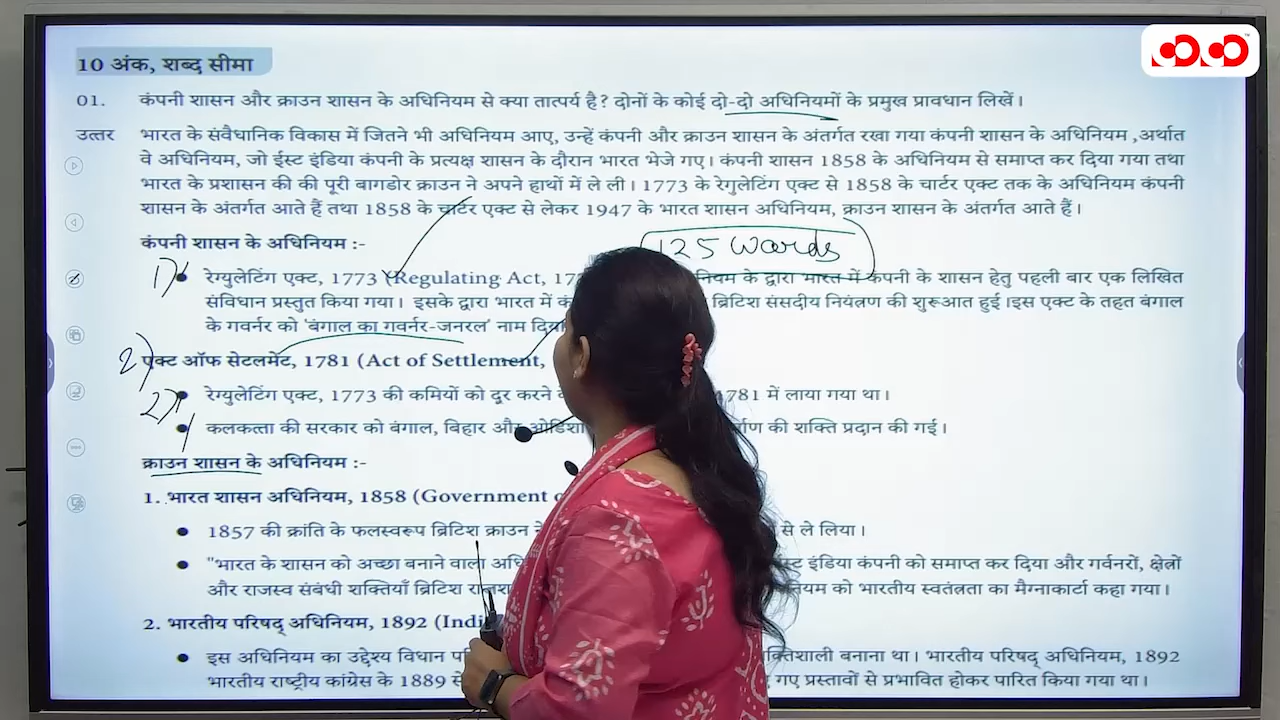 10 अंक, शब्द सीमा
01. कंपनी शासन और क्राउन शासन के अधिनियम से क्या तात्पर्य है? दोनों के कोई दो-दो अधिनियमों के प्रमुख प्रावधान लिखें।
उत्तर भारत के संवैधानिक विकास में जितने भी अधिनियम आए, उन्हें कंपनी और क्राउन शासन के अंतर्गत रखा गया कंपनी शासन के अधिनियम ,अर्थात
वे अधिनियम, जो ईस्ट इंडिया कंपनी के प्रत्यक्ष शासन के दौरान भारत भेजे गए। कंपनी शासन 1858 के अधिनियम से समाप्त कर दिया गया तथा
भारत के प्रशासन की की पूरी बागडोर क्राउन ने अपने हाथों में ले ली। 1773 के रेगुलेटिंग एक्ट से 1858 के चार्टर एक्ट तक के अधिनियम कंपनी
शासन के अंतर्गत आते हैं तथा 1858 के चार्टर एक्ट से लेकर 1947 के भारत शासन अधिनियम, क्राउन शासन के अंतर्गत आते हैं।
कंपनी शासन के अधिनियम :-
125 words
1) रेग्युलेटिंग एक्ट, 1773 (Regulating Act, के द्वारा भारत में कंपनी के शासन हेतु पहली बार एक लिखित
संविधान प्रस्तुत किया गया। इसके द्वारा भारत में ब्रिटिश संसदीय नियंत्रण की शुरूआत हुई।इस एक्ट के तहत बंगाल
के गवर्नर को 'बंगाल का गवर्नर-जनरल' नाम
2) एक्ट ऑफ सेटलमेंट, 1781 (Act of Settlement,
रेग्युलेटिंग एक्ट, 1773 की कमियों को दूर करने 1781 में लाया गया था।
कलकत्ता की सरकार को बंगाल, बिहार और ओडिशा की शक्ति प्रदान की गई।
क्राउन शासन के अधिनियम :-
1. भारत शासन अधिनियम, 1858 (Government
1857 की क्रांति के फलस्वरूप ब्रिटिश क्राउन से ले लिया।
"भारत के शासन को अच्छा बनाने वाला इंडिया कंपनी को समाप्त कर दिया और गर्वनरों, क्षेत्रों
और राजस्व संबंधी शक्तियाँ ब्रिटिश को भारतीय स्वतंत्रता का मैग्नाकार्टा कहा गया।
2. भारतीय परिषद् अधिनियम, 1892
इस अधिनियम का उद्देश्य विधान बनाना था। भारतीय परिषद् अधिनियम, 1892
भारतीय राष्ट्रीय कांग्रेस के 1889 गए प्रस्तावों से प्रभावित होकर पारित किया गया था।